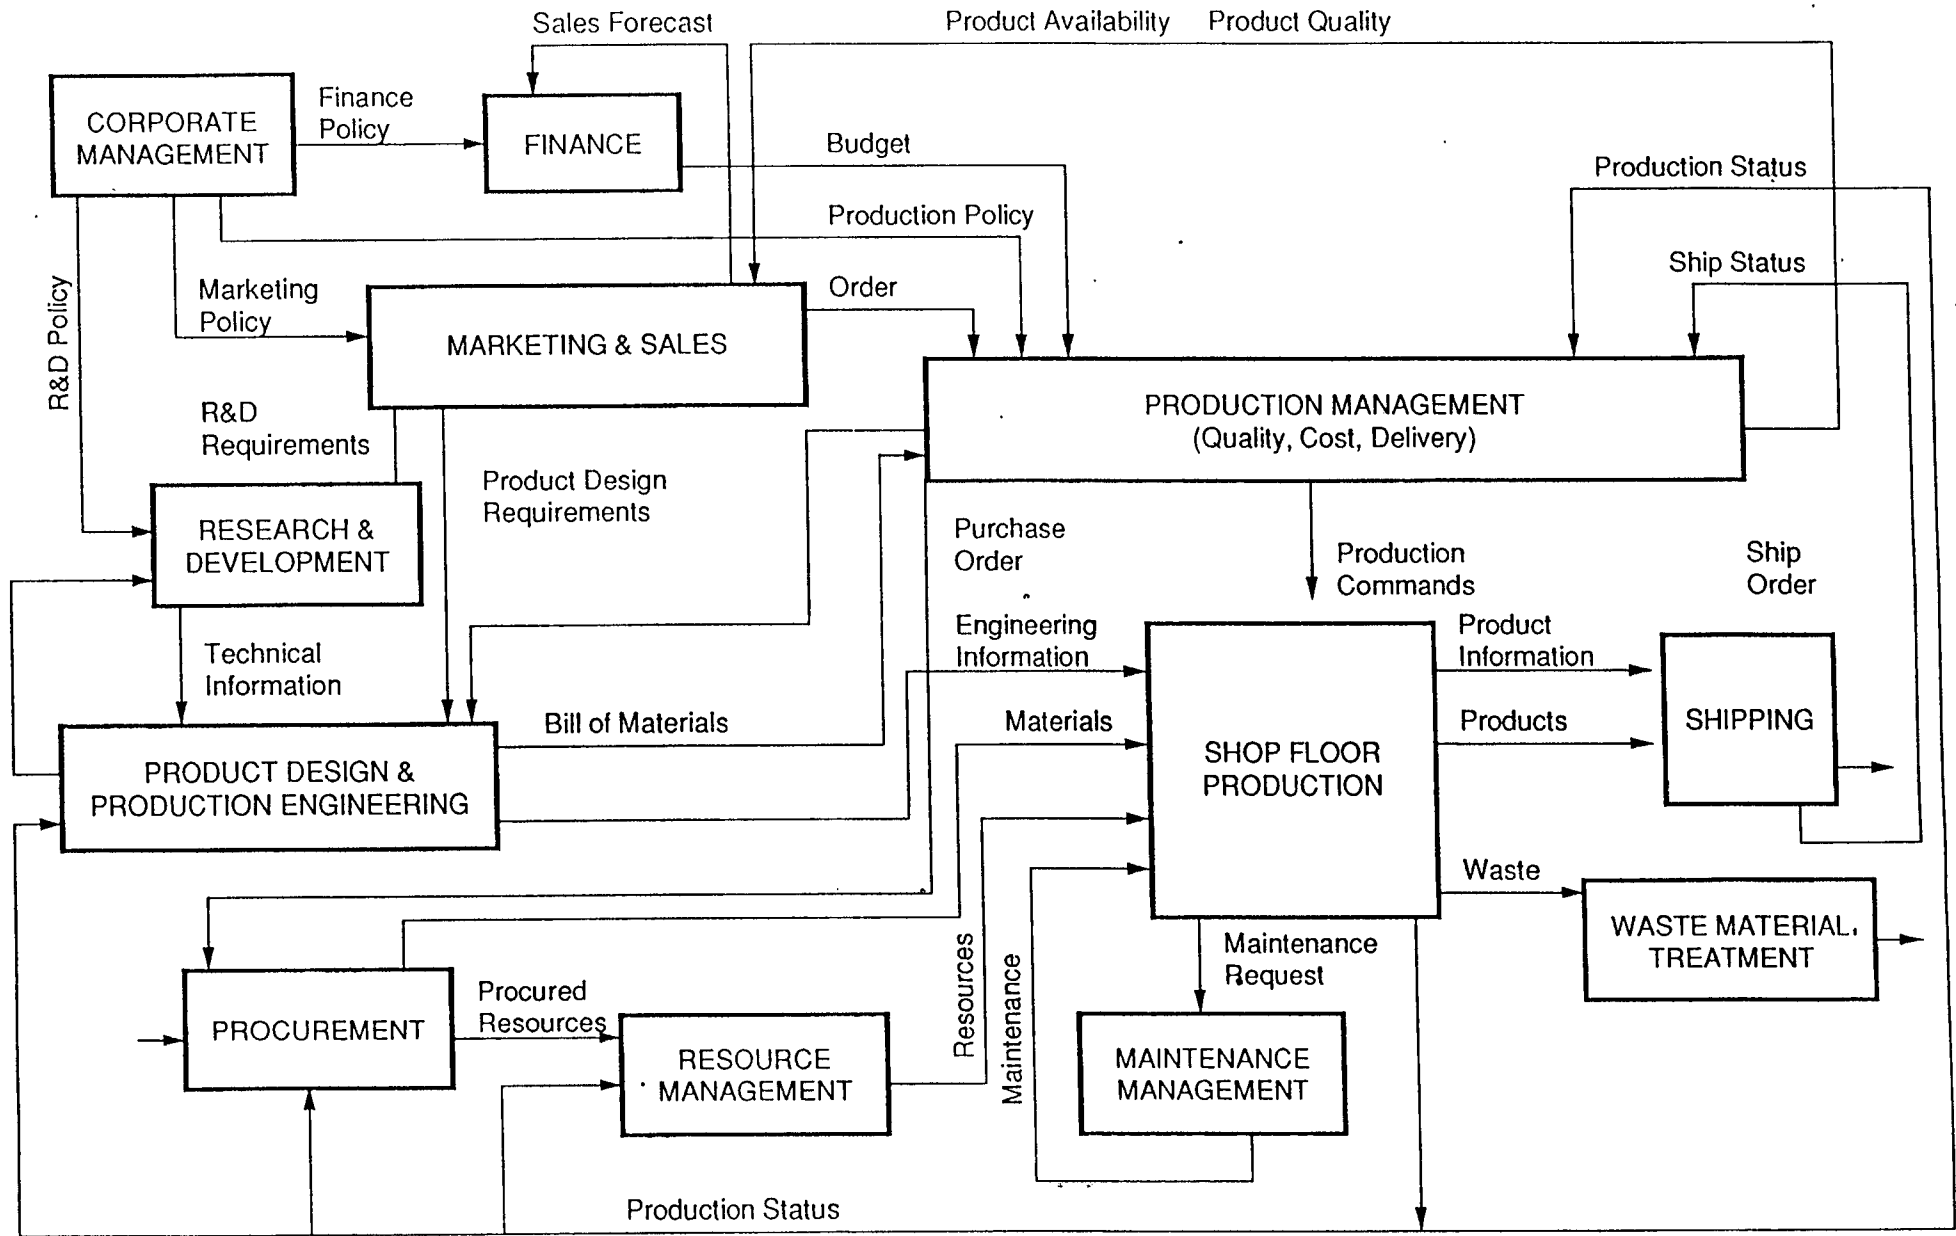 Sales Forecast
Product Availability Product Quality
CORPORATE
MANAGEMENT
Finance
Policy
FINANCE
Budget
Production Status
Production Policy
Ship Status
R&D Policy
Marketing
Policy
Order
MARKETING & SALES
PRODUCTION MANAGEMENT
(Quality, Cost, Delivery)
R&D
Requirements
Product Design
Requirements
RESEARCH &
DEVELOPMENT
Purchase
Order
Production
Commands
Ship
Order
Technical
Information
Engineering
Information
Product
Information
Bill of Materials
Materials
Products
SHIPPING
SHOP FLOOR
PRODUCTION
PRODUCT DESIGN &
PRODUCTION ENGINEERING
Waste
WASTE MATERIAL
TREATMENT
Resources
Maintenance
Maintenance
Request
PROCUREMENT
Procured
Resources
RESOURCE
MANAGEMENT
MAINTENANCE
MANAGEMENT
Production Status